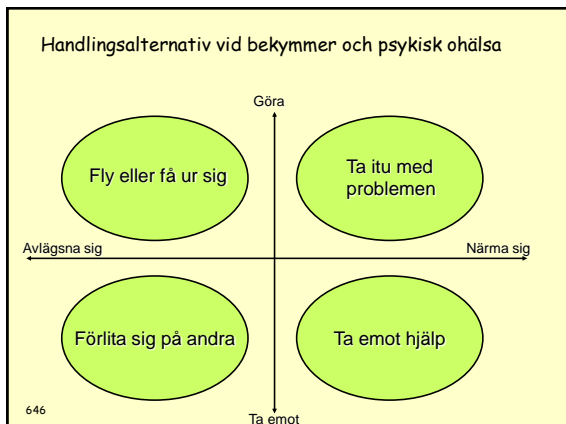 Handlingsalternativ vid bekymmer och psykisk ohälsa
Göra
Fly eller få ur sig
Ta itu med
problemen
Avlägsna sig
Närma sig
Förlita sig på andra
Ta emot hjälp
646
Ta emot